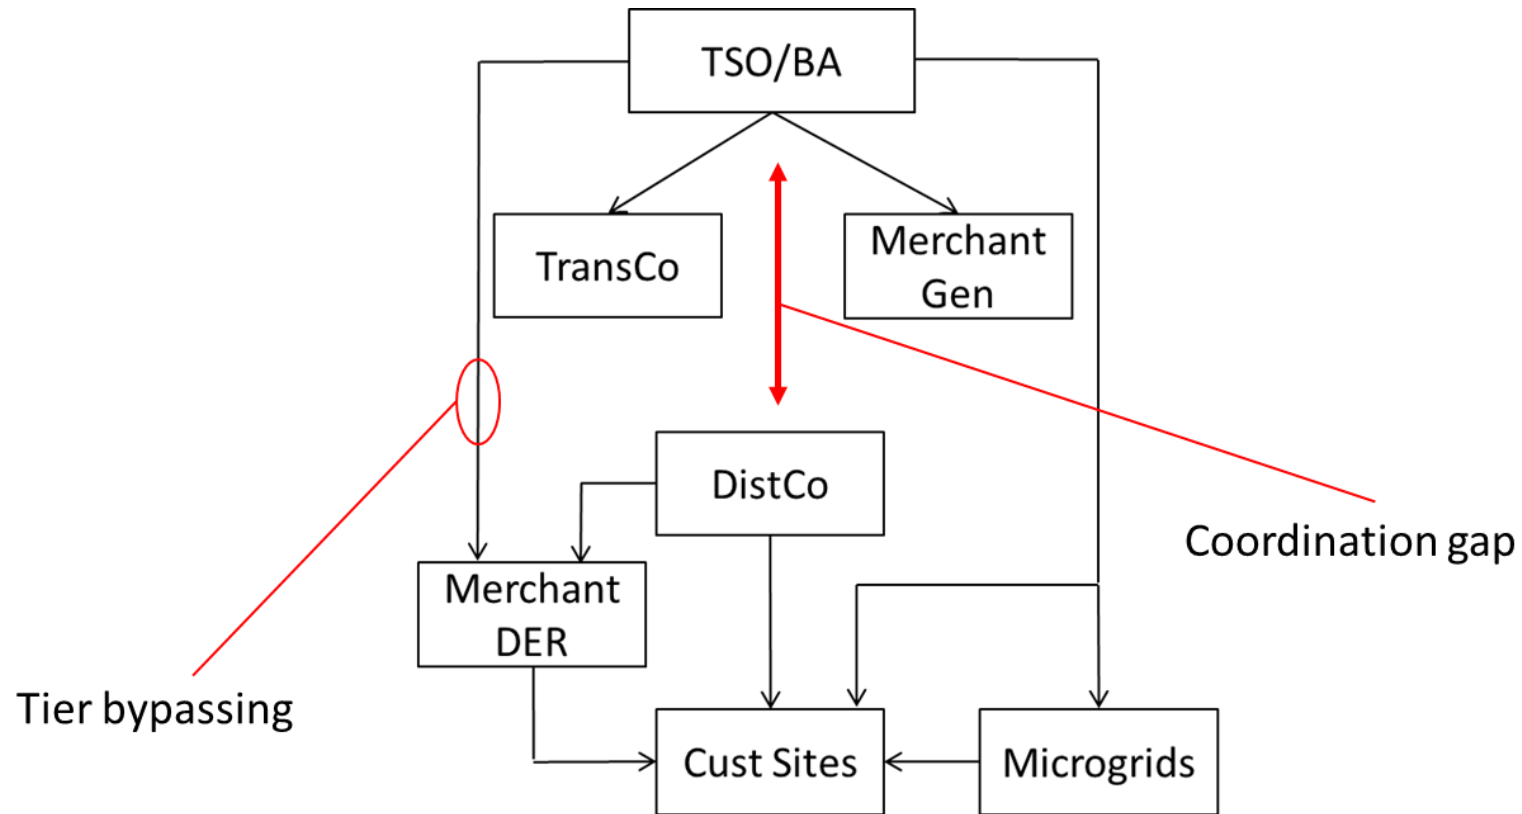 TSO/BA
TransCo
Merchant
Gen
DistCo
Coordination gap
Merchant
DER
Tier bypassing
Cust Sites
Microgrids